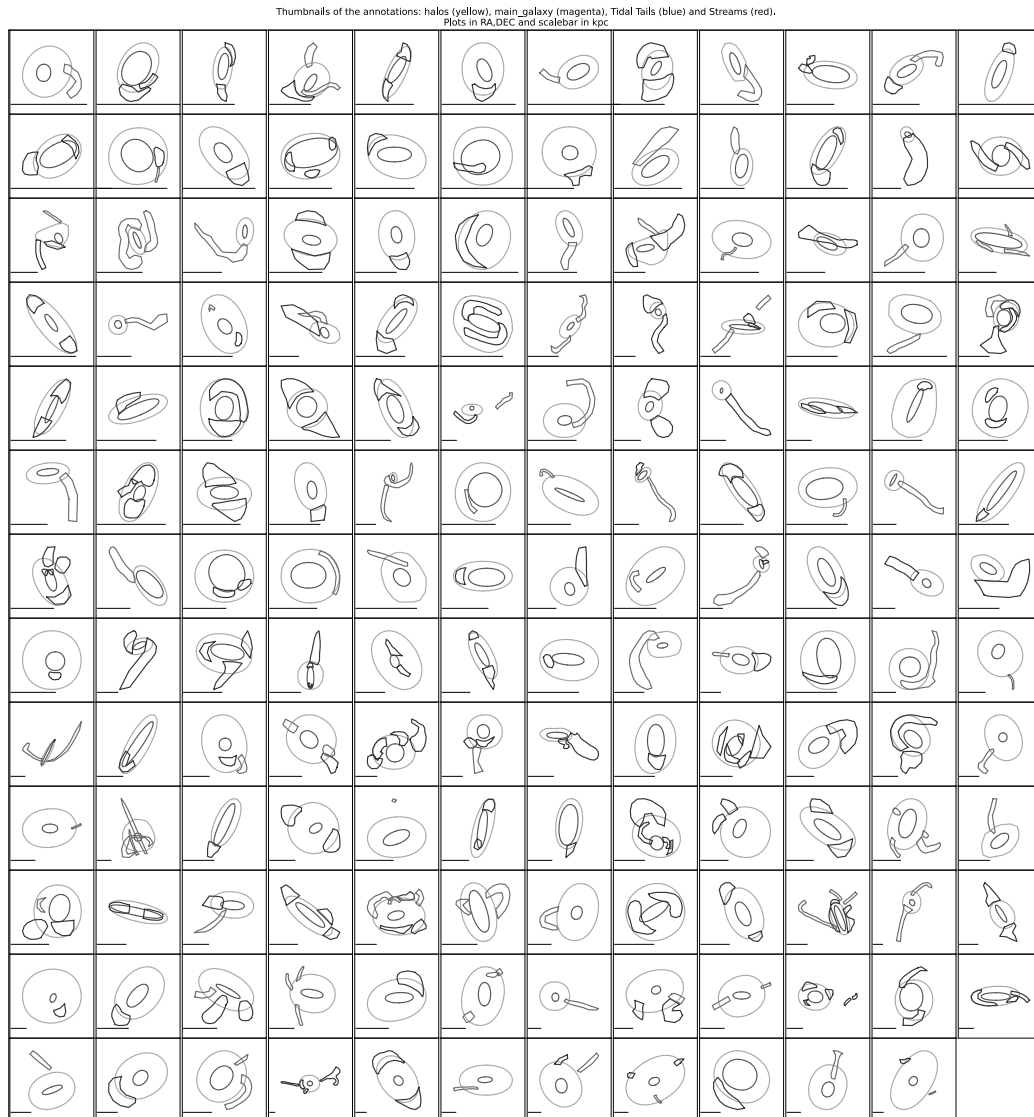 Thumbnails of the annotations: halos (yellow), main_galaxy (magenta), Tidal Tails (blue) and Streams (red).
Plots in RA,DEC and scalebar in kpc